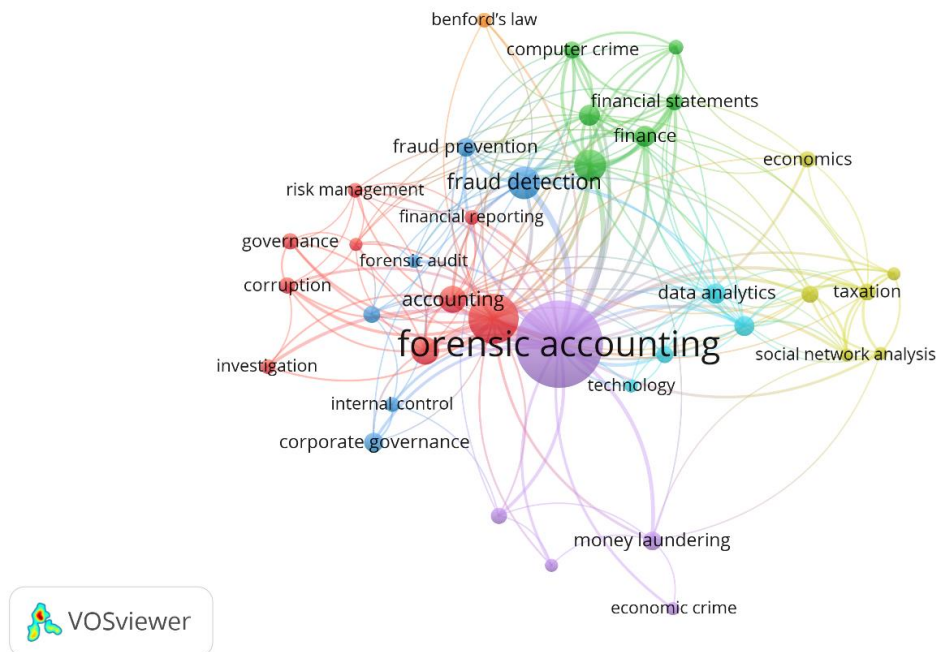 benford's law
computer crime
financial statements
finance
fraud prevention
economics
fraud detection
risk management
financial reporting
governance
forensic audit
corruption
data analytics
taxation
accounting
forensic accounting
social network analysis
investigation
technology
internal control
corporate governance
money laundering
economic crime
VOSviewer